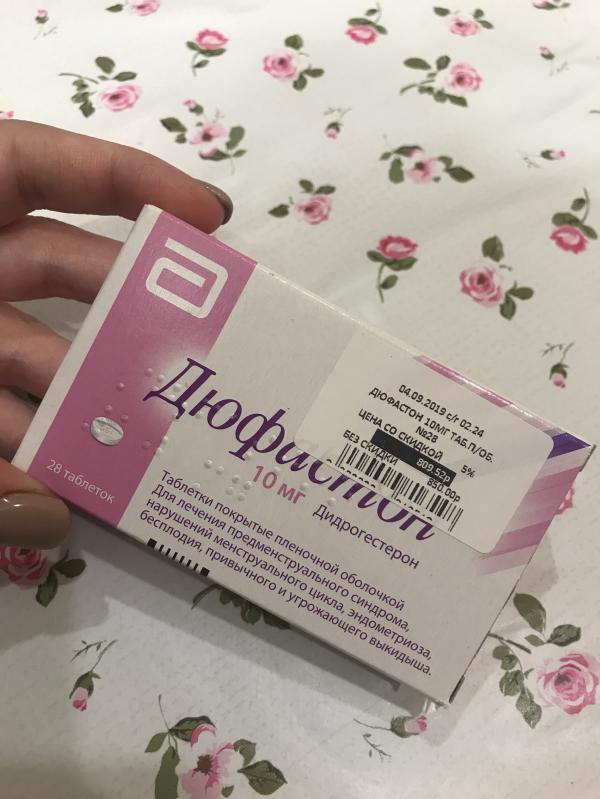 04.09.2019 с/г 02.24
ДЮФАСТОН 10МГ ТАБ.П/ОБ.
№28
ЦЕНА СО СКИДКОЙ 5%
809.52р
БЕЗ СКИДКИ 850.00р
Дюфастон
10 мг Дидрогестерон
28 таблеток
Таблетки покрытые пленочной оболочкой
Для лечения предменструального синдрома,
нарушений менструального цикла, эндометриоза,
бесплодия, привычного и угрожающего выкидыша.